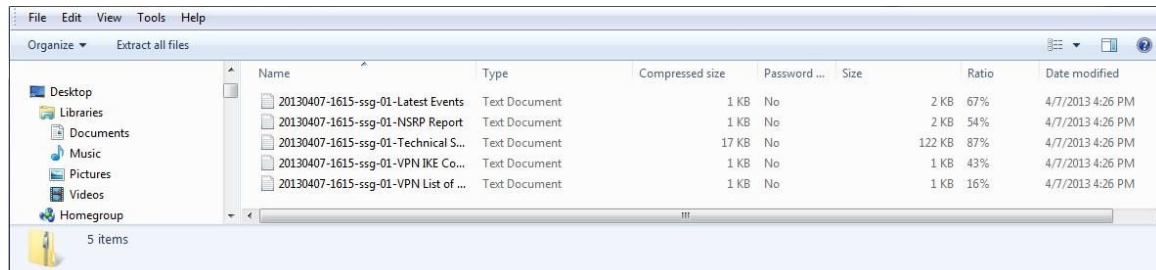 File Edit View Tools Help
Organize Extract all files
Name Type Compressed size Password ... Size Ratio Date modified
Desktop
Libraries
Documents
Music
Pictures
Videos
Homegroup
20130407-1615-ssg-01-Latest Events Text Document 1 KB No 2 KB 67% 4/7/2013 4:26 PM
20130407-1615-ssg-01-NSRP Report Text Document 1 KB No 2 KB 54% 4/7/2013 4:26 PM
20130407-1615-ssg-01-Technical S... Text Document 17 KB No 122 KB 87% 4/7/2013 4:26 PM
20130407-1615-ssg-01-VPN IKE Co... Text Document 1 KB No 1 KB 43% 4/7/2013 4:26 PM
20130407-1615-ssg-01-VPN List of ... Text Document 1 KB No 1 KB 16% 4/7/2013 4:26 PM
5 items